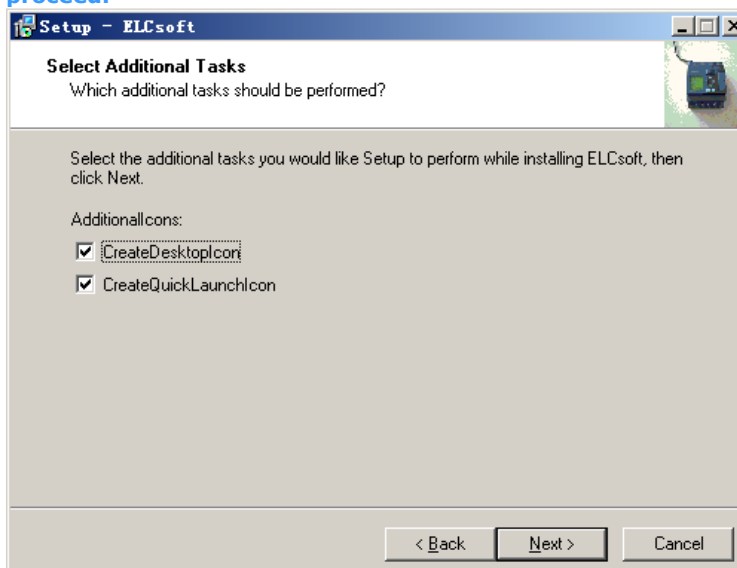 proceed.
Setup - ELCsoft
Select Additional Tasks
Which additional tasks should be performed?
Select the additional tasks you would like Setup to perform while installing ELCsoft, then
click Next.
AdditionalIcons:
CreateDesktopIcon
CreateQuickLaunchIcon
< Back
Next >
Cancel